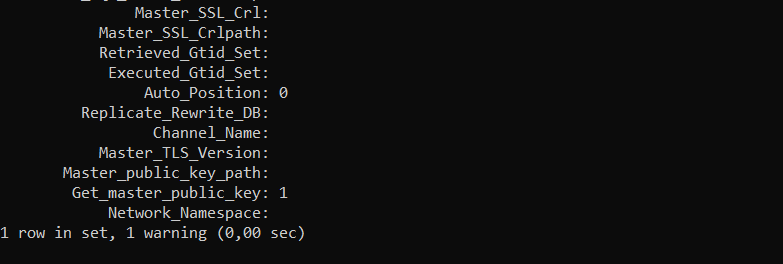 Master_SSL_Crl:
Master_SSL_Crlpath:
Retrieved_Gtid_Set:
Executed_Gtid_Set:
Auto_Position: 0
Replicate_Rewrite_DB:
Channel_Name:
Master_TLS_Version:
Master_public_key_path:
Get_master_public_key: 1
Network_Namespace:
1 row in set, 1 warning (0,00 sec)